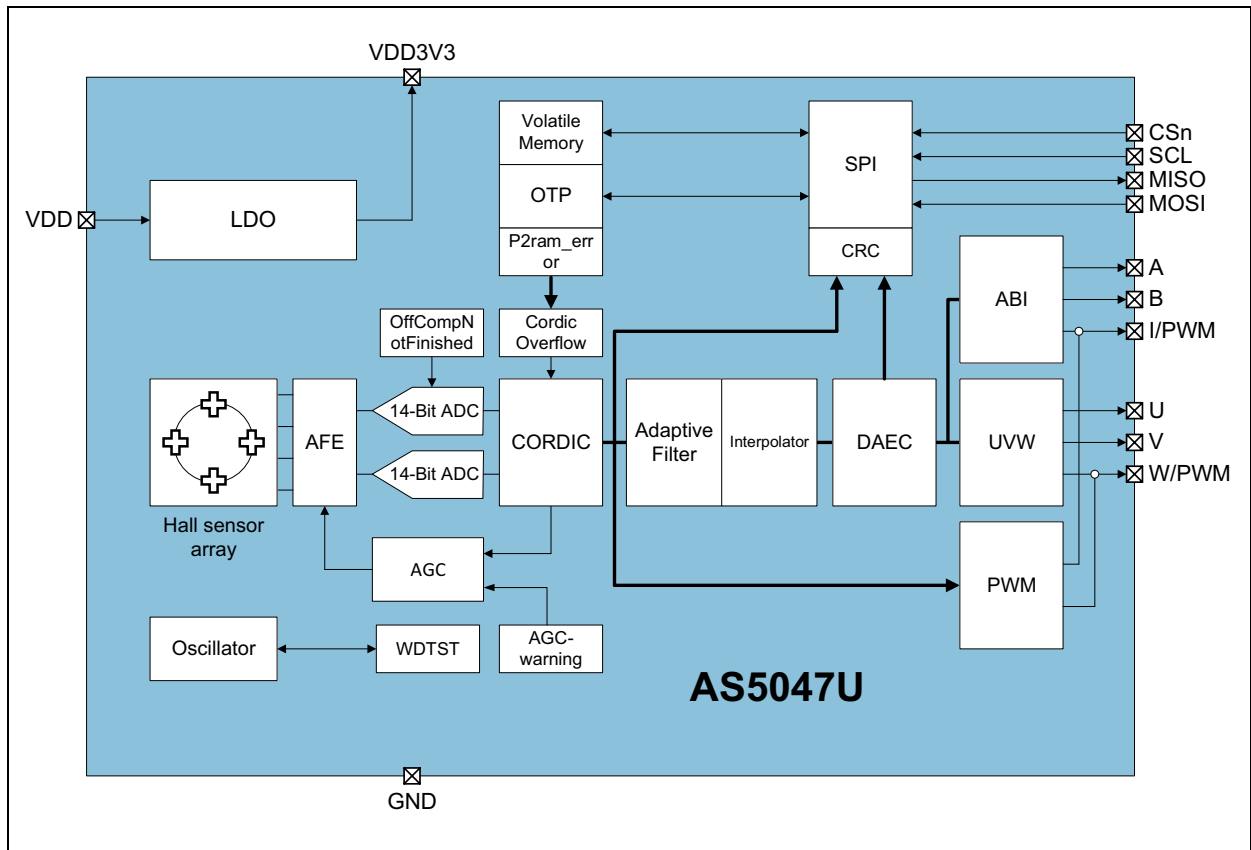 VDD3V3
Volatile
Memory
SPI
CSn
SCL
MISO
MOSI
OTP
VDD
LDO
P2ram_err
or
CRC
A
ABI
B
OffCompN
otFinished
Cordic
Overflow
I/PWM
14-Bit ADC
U
AFE
CORDIC
Adaptive
Filter
Interpolator
DAEC
UVW
V
14-Bit ADC
W/PWM
Hall sensor
array
AGC
PWM
Oscillator
WDTST
AGC-
warning
AS5047U
GND